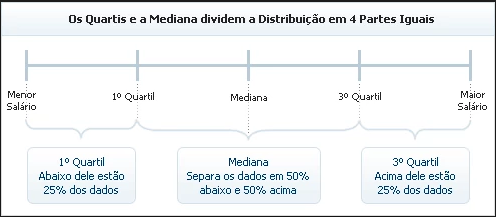 Os Quartis e a Mediana dividem a Distribuição em 4 Partes Iguais
Menor
Salário
1º Quartil
Mediana
3º Quartil
Maior
Salário
1º Quartil
Abaixo dele estão
25% dos dados
Mediana
Separa os dados em 50%
abaixo e 50% acima
3º Quartil
Acima dele estão
25% dos dados